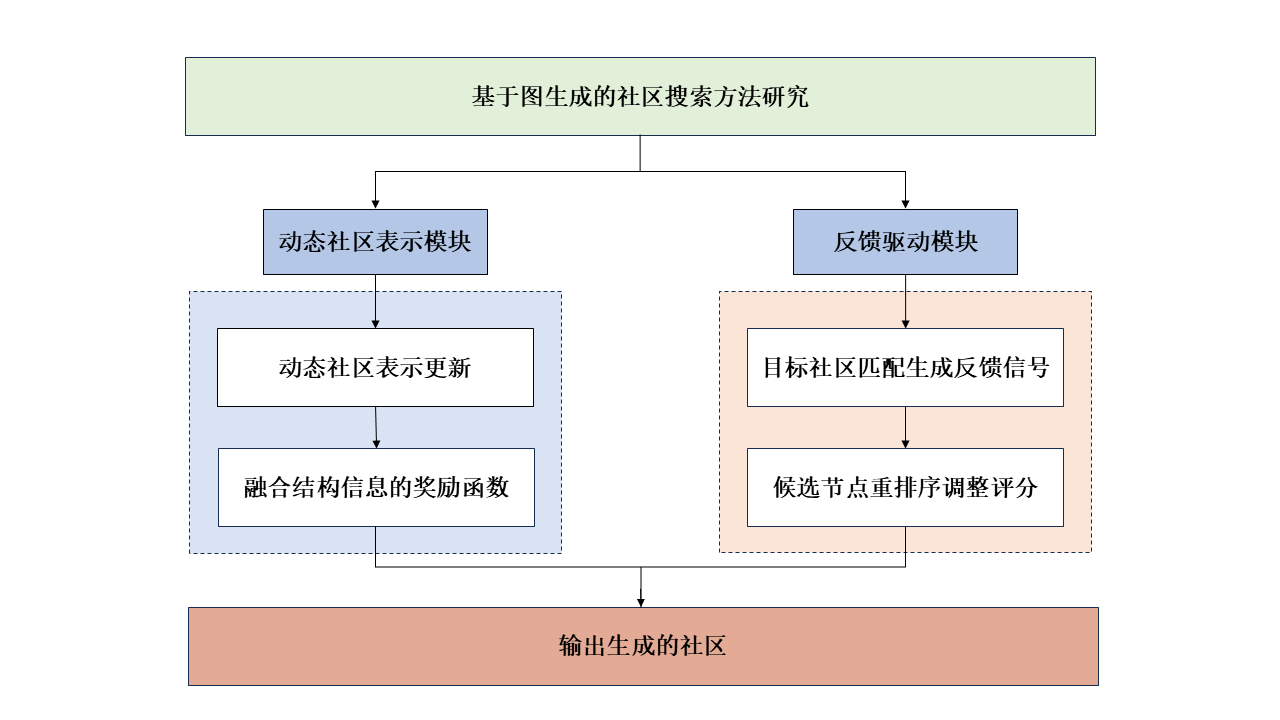 基于图生成的社区搜索方法研究
动态社区表示模块
反馈驱动模块
动态社区表示更新
目标社区匹配生成反馈信号
融合结构信息的奖励函数
候选节点重排序调整评分
输出生成的社区